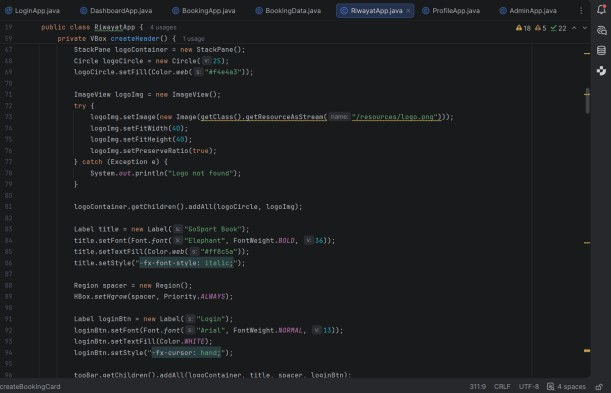 LoginApp.java DashboardApp.java BookingApp.java BookingData.java RiwayatApp.java × ProfileApp.java AdminApp.java
29 public class RiwayatApp { 4 usages 18 5 22
59 private VBox createHeader() { 1 usage
67 StackPane logoContainer = new StackPane();
68 Circle logoCircle = new Circle( v: 25);
69 logoCircle.setFill(Color.web( s: "#f4e4a3"));
70
71 ImageView logoImg = new ImageView();
72 try {
73 logoImg.setImage(new Image(getClass().getResourceAsStream( name: "/resources/logo.png")));
74 logoImg.setFitWidth(40);
75 logoImg.setFitHeight(40);
76 logoImg.setPreserveRatio(true);
77 } catch (Exception e) {
78 System.out.println("Logo not found");
79 }
80
81 logoContainer.getChildren().addAll(logoCircle, logoImg);
82
83 Label title = new Label( s: "GoSport Book");
84 title.setFont(Font.font( s: "Elephant", FontWeight.BOLD, v: 36));
85 title.setTextFill(Color.web( s: "#ff8c5a"));
86 title.setStyle("-fx-font-style: italic;");
87
88 Region spacer = new Region();
89 HBox.setHgrow(spacer, Priority.ALWAYS);
90
91 Label loginBtn = new Label( s: "Login");
92 loginBtn.setFont(Font.font( s: "Arial", FontWeight.NORMAL, v: 13));
93 loginBtn.setTextFill(Color.WHITE);
94 loginBtn.setStyle("-fx-cursor: hand;");
95
96 topBar.getChildren().addAll(logoContainer, title, spacer, loginBtn);
createBookingCard 311:9 CRLF UTF-8 4 spaces